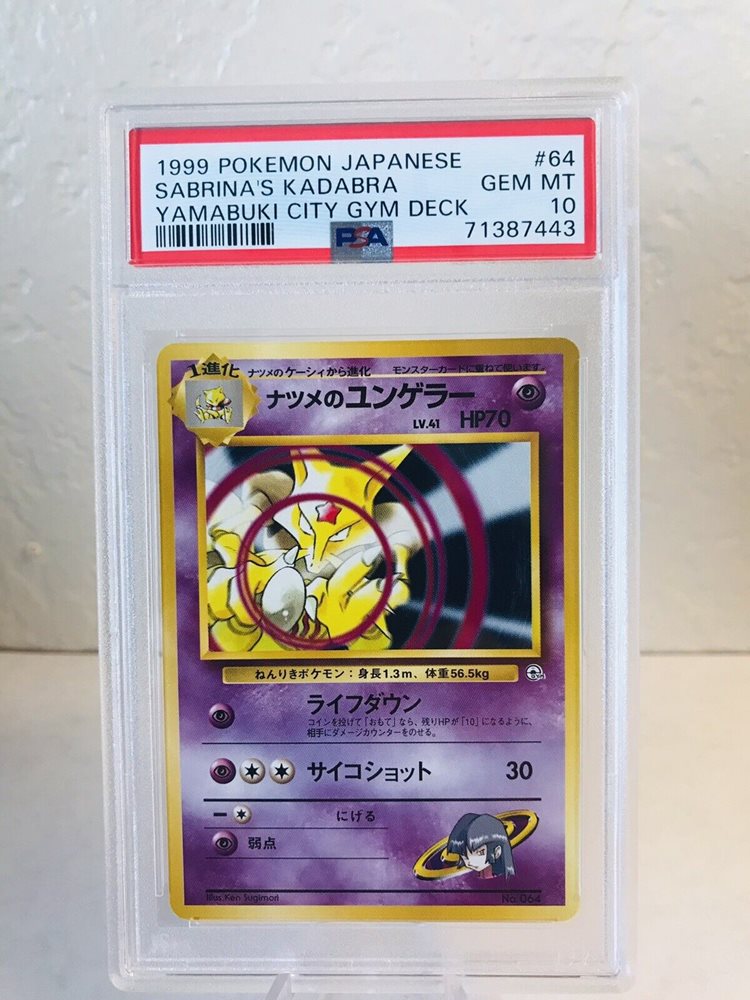 1999 POKEMON JAPANESE #64
SABRINA'S KADABRA GEM MT
YAMABUKI CITY GYM DECK 10
PSA 71387443
1進化 ナツメのケーシィから進化 モンスターカードに重ねて使います
ナツメのユンゲラー
LV.41 HP70
ねんりきポケモン：身長1.3m、体重56.5kg
ライフダウン
コインを投げて「おもて」なら、残りHPが「10」になるように、
相手にダメージカウンターをのせる。
サイコショット 30
にげる
弱点
Illus. Ken Sugimori No.064